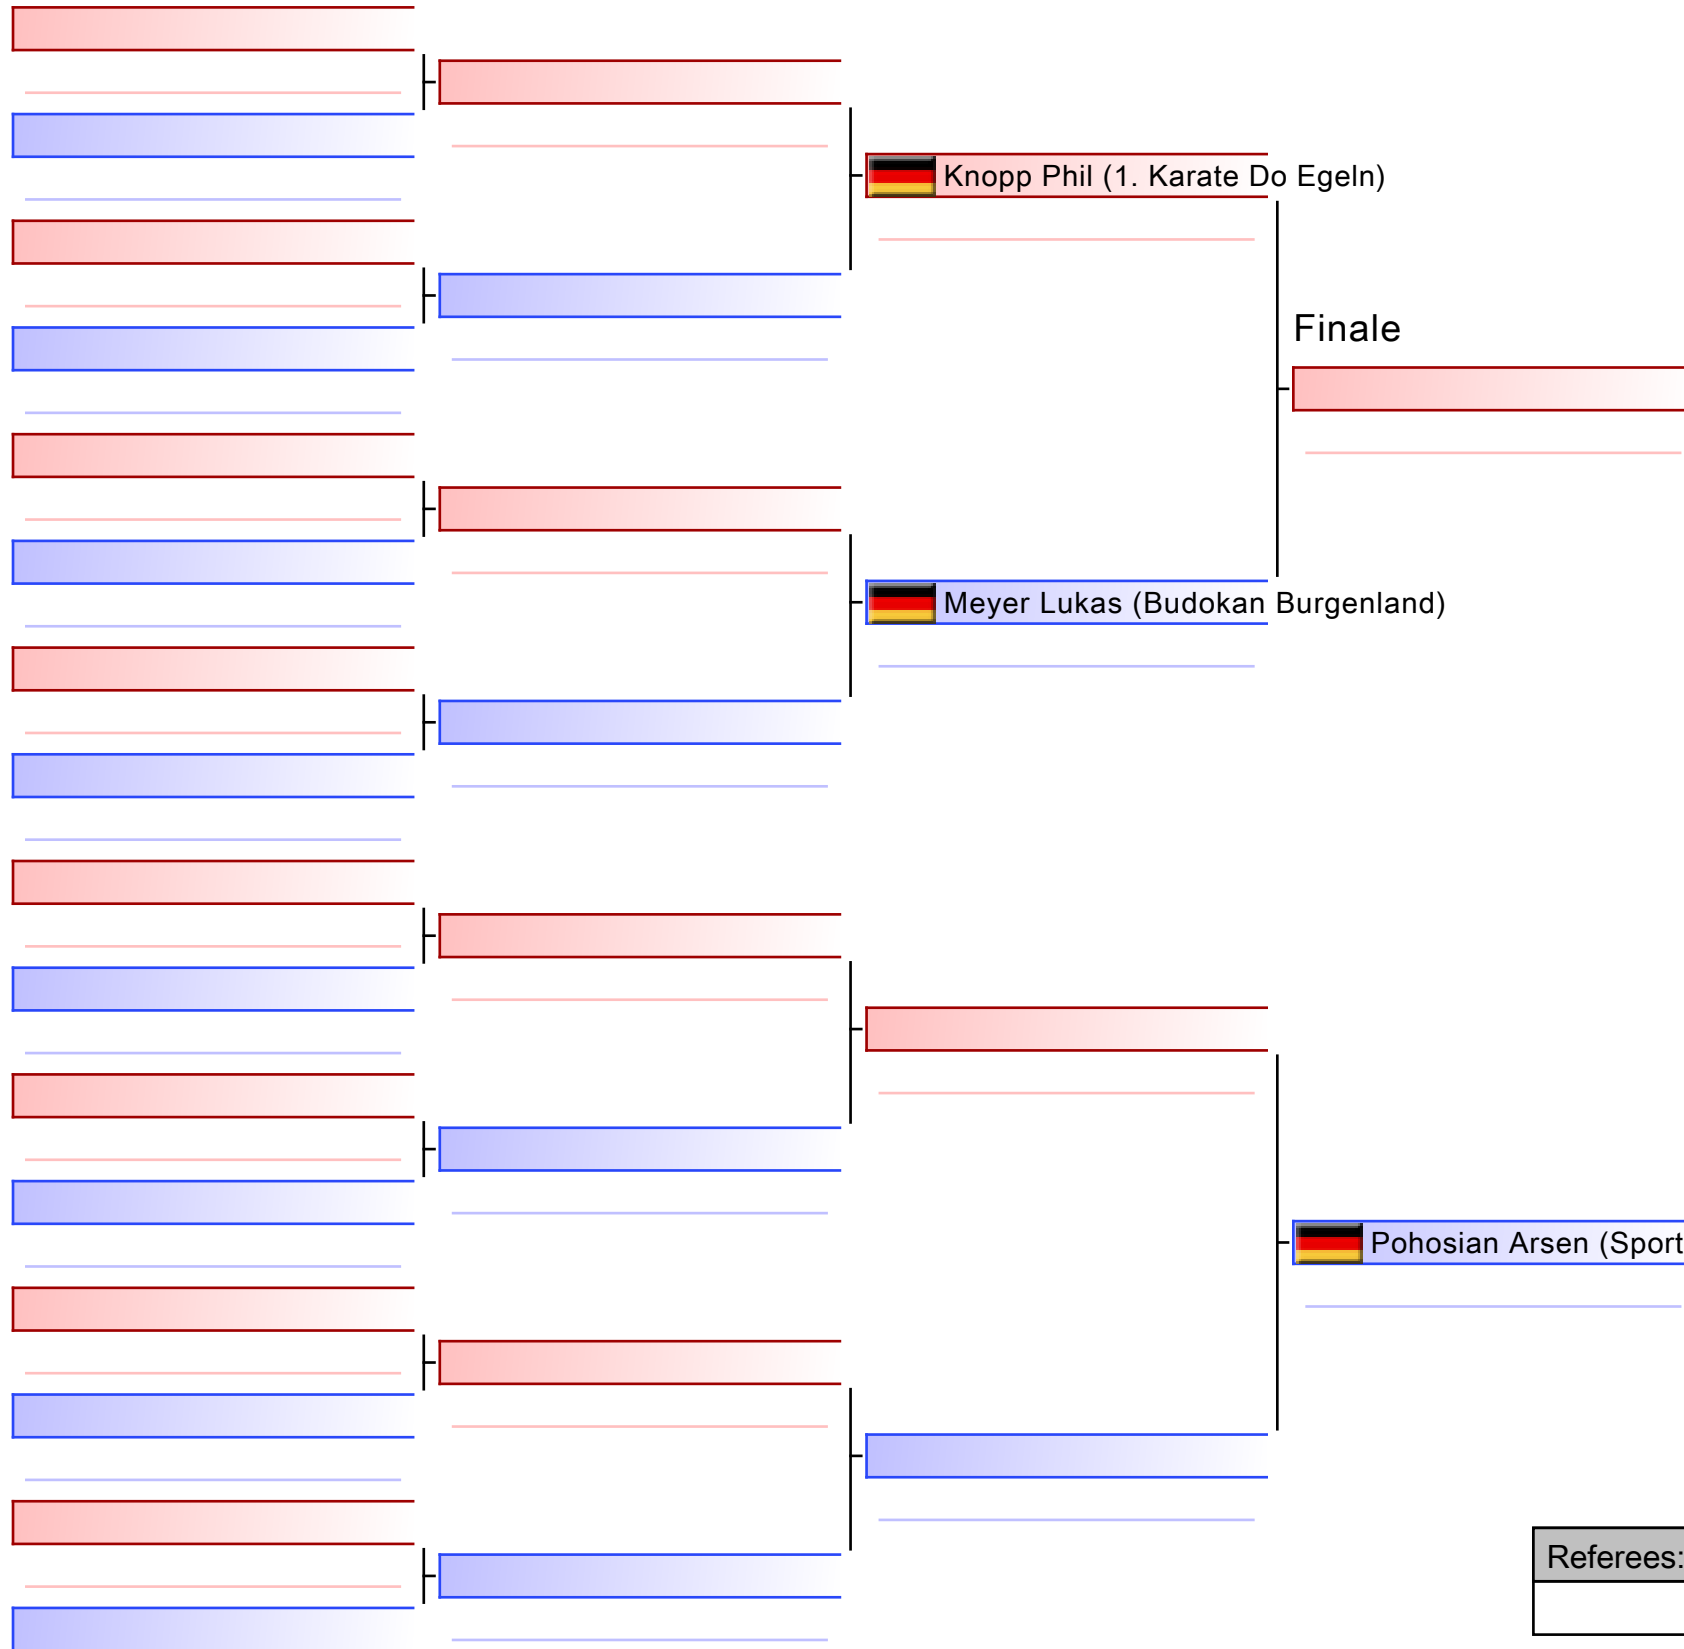 Knopp Phil (1. Karate Do Egeln)
Finale
Meyer Lukas (Budokan Burgenland)
Pohosian Arsen (Sport
Referees: